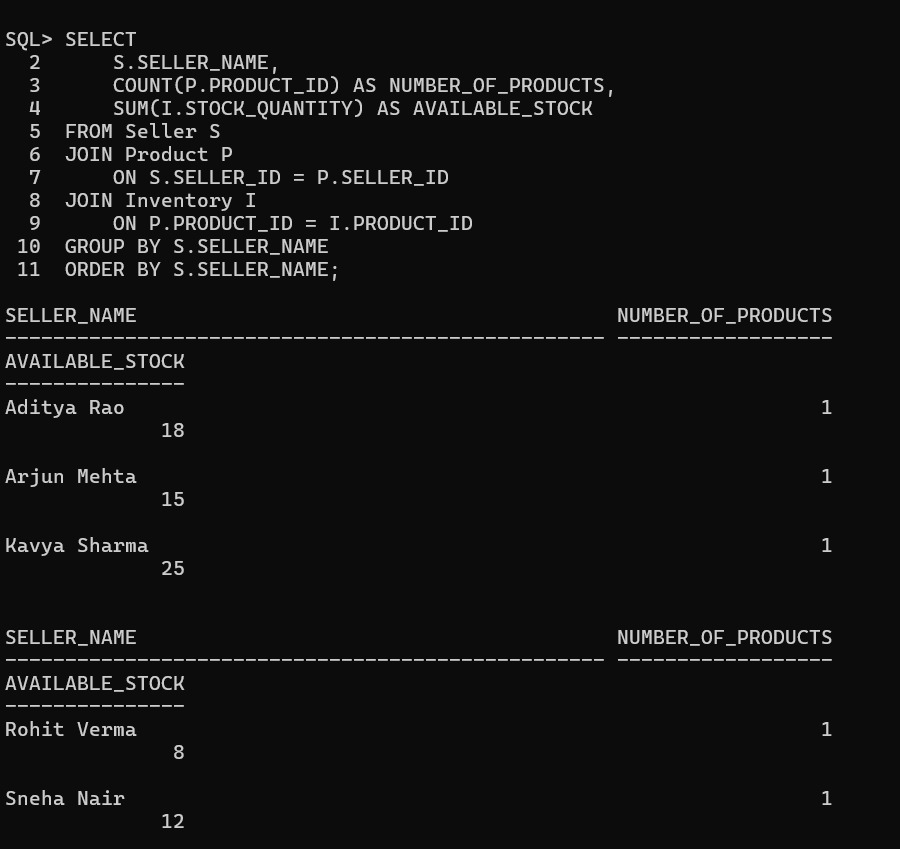 SQL> SELECT
  2      S.SELLER_NAME,
  3      COUNT(P.PRODUCT_ID) AS NUMBER_OF_PRODUCTS,
  4      SUM(I.STOCK_QUANTITY) AS AVAILABLE_STOCK
  5  FROM Seller S
  6  JOIN Product P
  7      ON S.SELLER_ID = P.SELLER_ID
  8  JOIN Inventory I
  9      ON P.PRODUCT_ID = I.PRODUCT_ID
 10  GROUP BY S.SELLER_NAME
 11  ORDER BY S.SELLER_NAME;

SELLER_NAME                                        NUMBER_OF_PRODUCTS
-------------------------------------------------- ------------------
AVAILABLE_STOCK
---------------
Aditya Rao                                                          1
             18

Arjun Mehta                                                         1
             15

Kavya Sharma                                                        1
             25


SELLER_NAME                                        NUMBER_OF_PRODUCTS
-------------------------------------------------- ------------------
AVAILABLE_STOCK
---------------
Rohit Verma                                                         1
              8

Sneha Nair                                                          1
             12